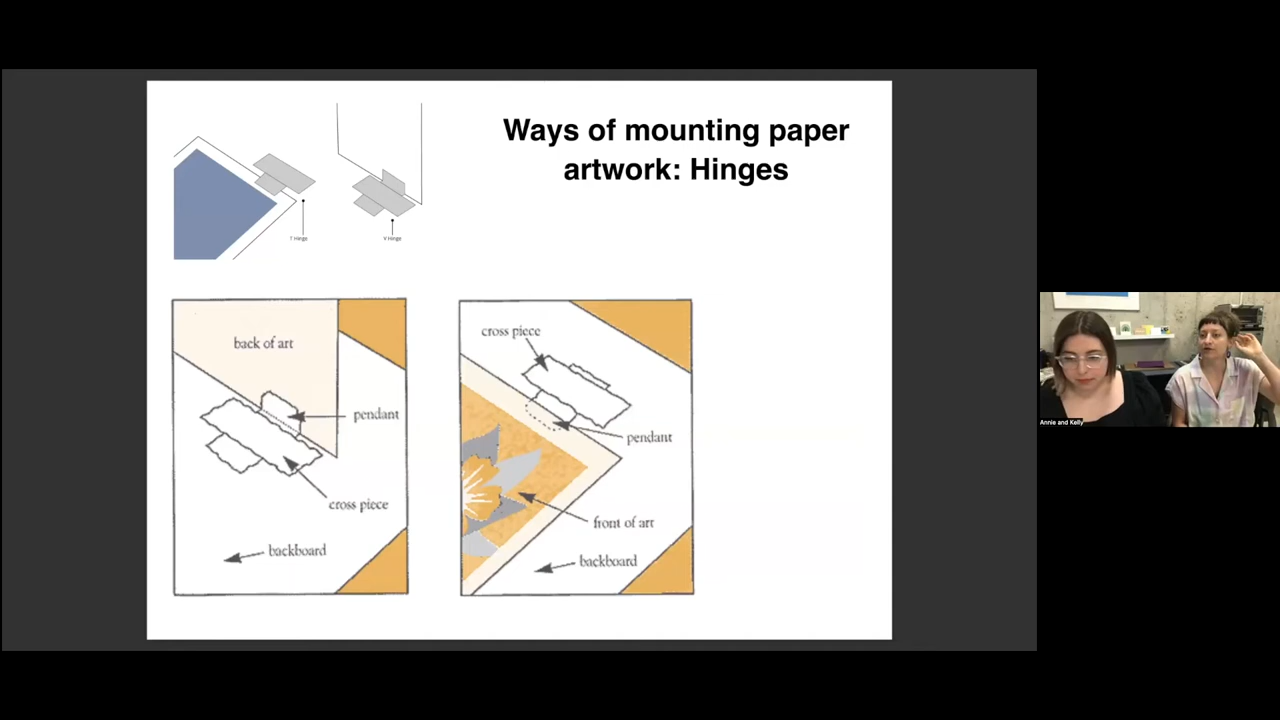 Ways of mounting paper
artwork: Hinges
T Hinge
V Hinge
back of art
pendant
cross piece
backboard
cross piece
pendant
front of art
backboard
Annie and Kelly